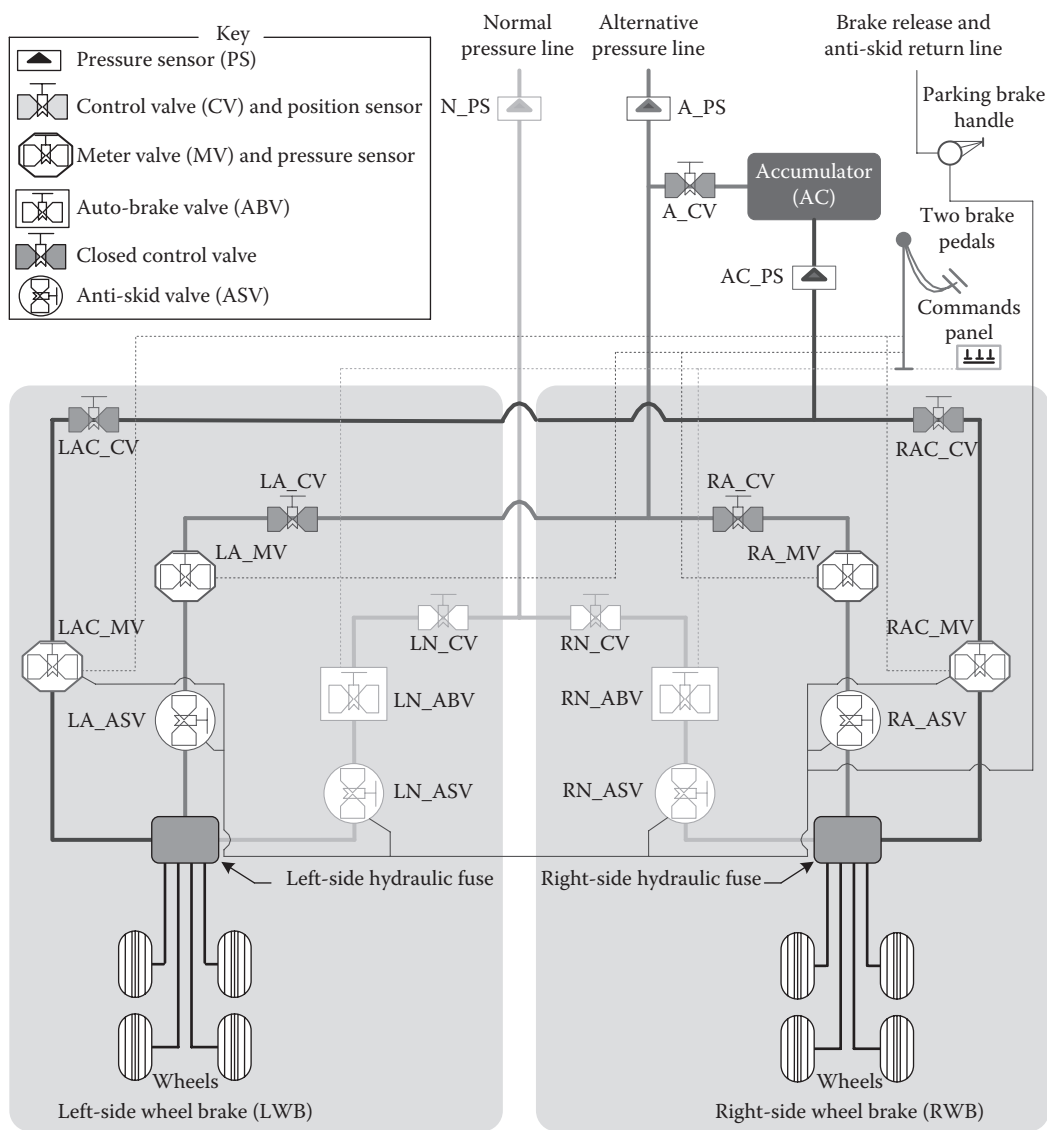 Key
Pressure sensor (PS)
Control valve (CV) and position sensor
Meter valve (MV) and pressure sensor
Auto-brake valve (ABV)
Closed control valve
Anti-skid valve (ASV)
Normal
pressure line
Alternative
pressure line
Brake release and
anti-skid return line
N_PS
A_PS
Parking brake
handle
Accumulator
(AC)
A_CV
Two brake
pedals
AC_PS
Commands
panel
LAC_CV
RAC_CV
LA_CV
RA_CV
LA_MV
RA_MV
LAC_MV
RAC_MV
LN_CV
RN_CV
LN_ABV
RN_ABV
LA_ASV
RA_ASV
LN_ASV
RN_ASV
Left-side hydraulic fuse
Right-side hydraulic fuse
Wheels
Wheels
Left-side wheel brake (LWB)
Right-side wheel brake (RWB)